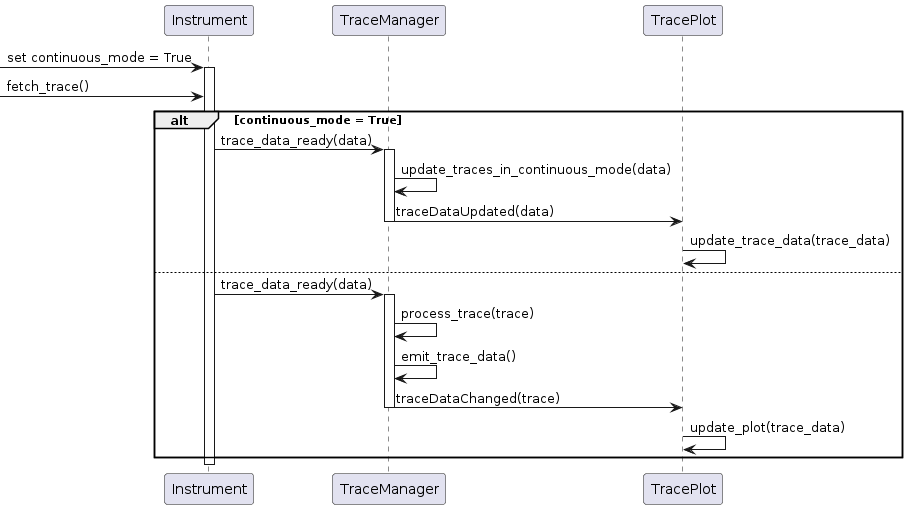 Instrument
TraceManager
TracePlot
set continuous_mode = True
fetch_trace()
alt
[continuous_mode = True]
trace_data_ready(data)
update_traces_in_continuous_mode(data)
traceDataUpdated(data)
update_trace_data(trace_data)
trace_data_ready(data)
process_trace(trace)
emit_trace_data()
traceDataChanged(trace)
update_plot(trace_data)
Instrument
TraceManager
TracePlot